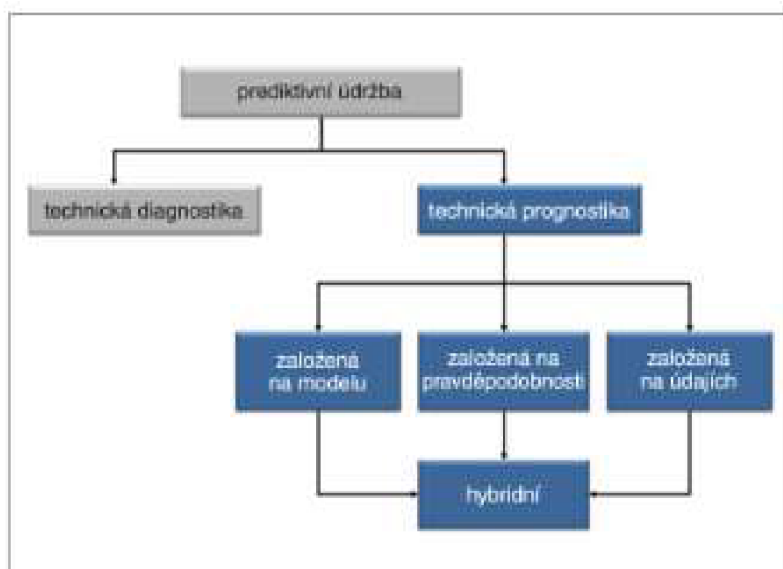 prediktivní údržba
technická diagnostika
technická prognostika
založená
na modelu
založená na
pravděpodobnosti
založená
na údajích
hybridní